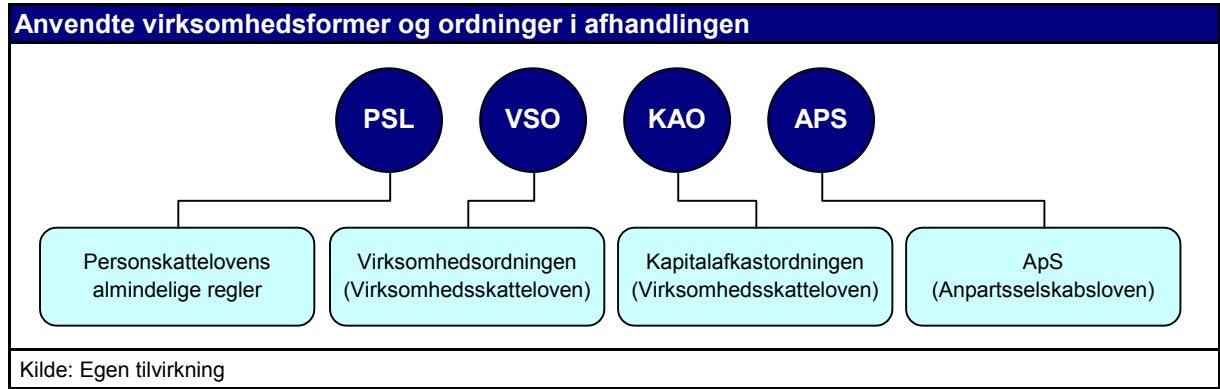 Anvendte virksomhedsformer og ordninger i afhandlingen
PSL
VSO
KAO
APS
Personskattelovens
almindelige regler
Virksomhedsordningen
(Virksomhedsskatteloven)
Kapitalafkastordningen
(Virksomhedsskatteloven)
ApS
(Anpartsselskabsloven)
Kilde: Egen tilvirkning